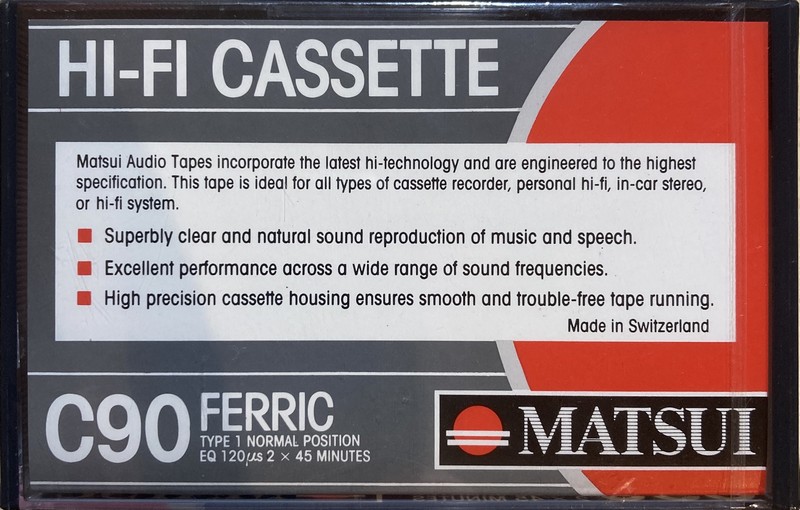 HI-FI CASSETTE
Matsui Audio Tapes incorporate the latest hi-technology and are engineered to the highest
specification. This tape is ideal for all types of cassette recorder, personal hi-fi, in-car stereo,
or hi-fi system.
Superbly clear and natural sound reproduction of music and speech.
Excellent performance across a wide range of sound frequencies.
High precision cassette housing ensures smooth and trouble-free tape running.
Made in Switzerland
C90 FERRIC
TYPE 1 NORMAL POSITION
EQ 120μs 2 × 45 MINUTES
MATSUI